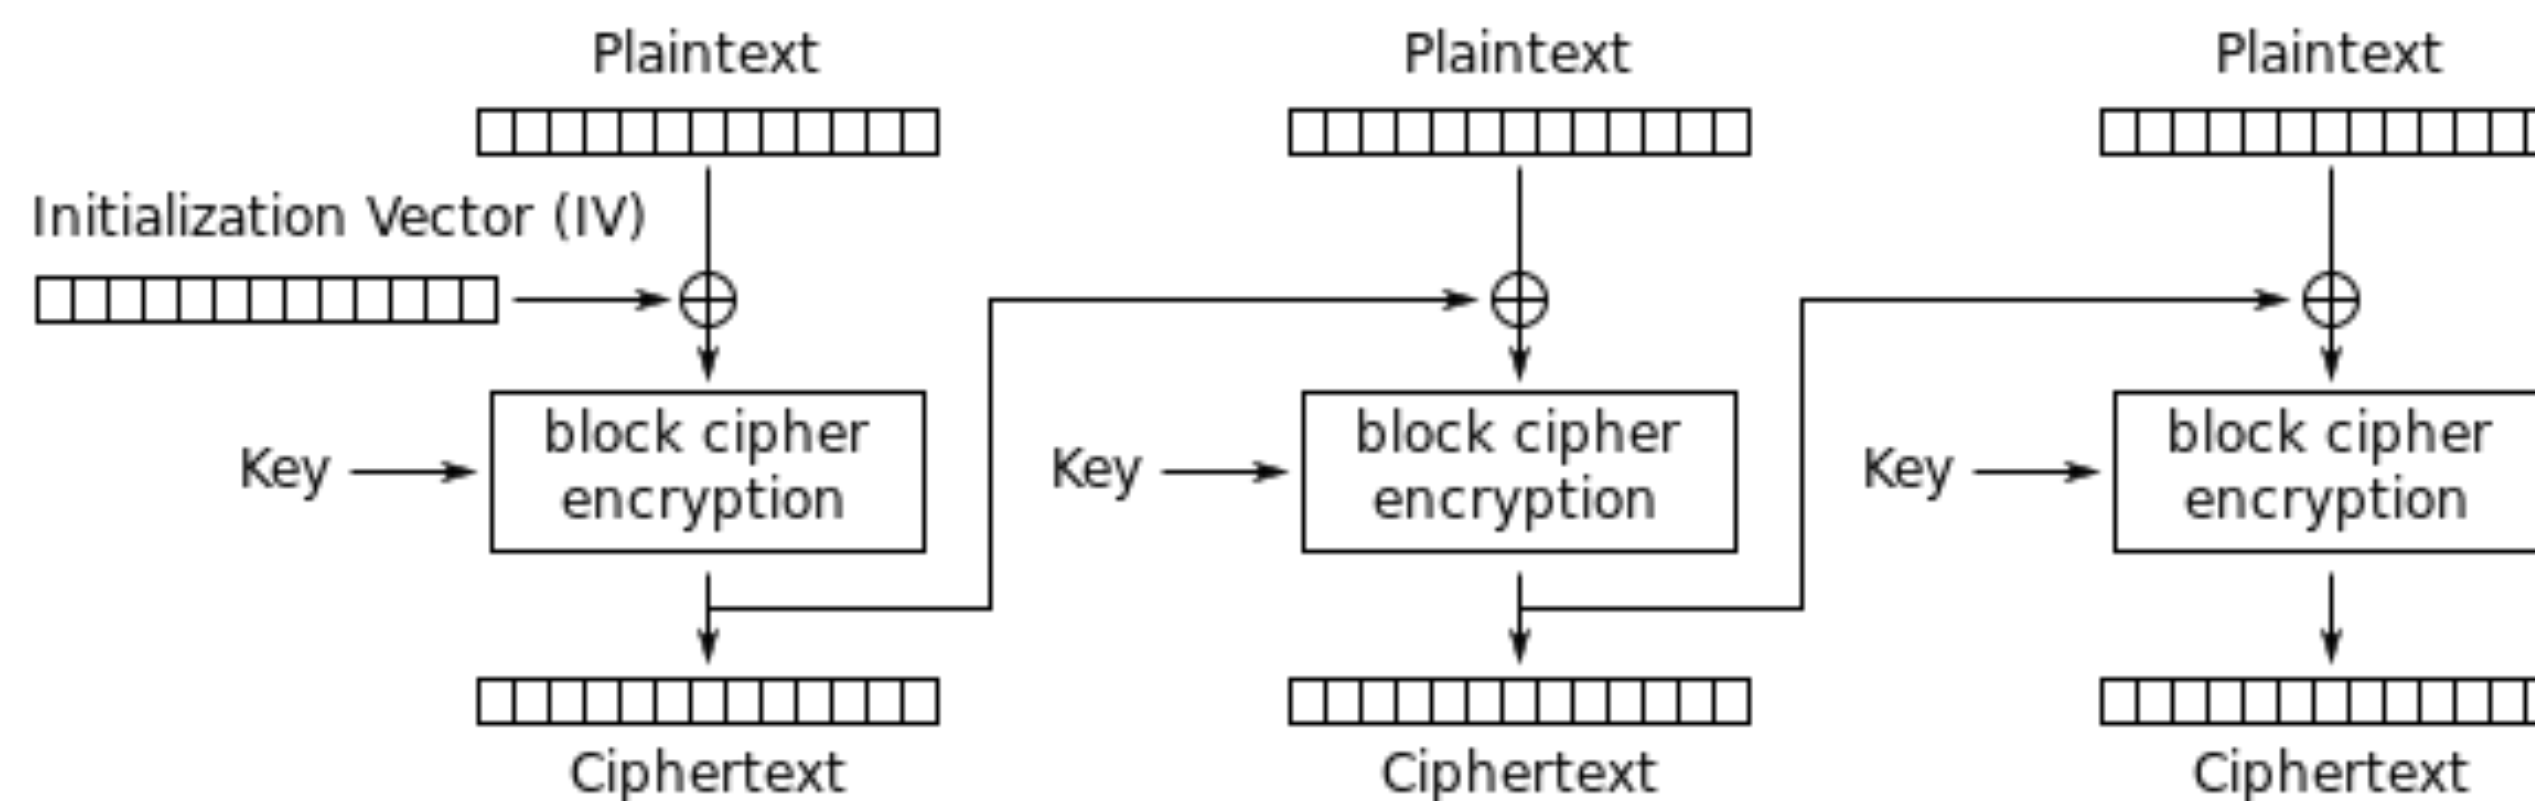 Plaintext
Plaintext
Plaintext
Initialization Vector (IV)
Key
block cipher
encryption
Key
block cipher
encryption
Key
block cipher
encryption
Ciphertext
Ciphertext
Ciphertext